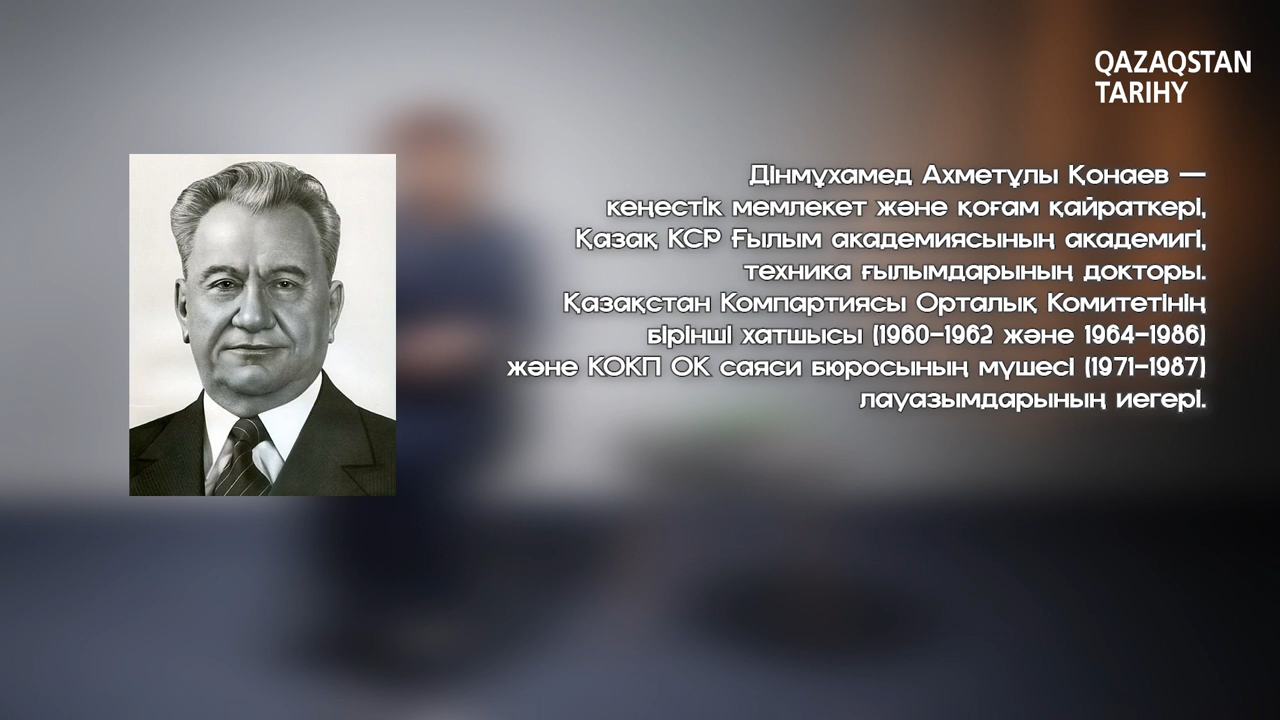 QAZAQSTAN
TARIHY
Дінмұхамед Ахметұлы Қонаев —
кеңестік мемлекет және қоғам қайраткері,
Қазақ КСР Ғылым академиясының академигі,
техника ғылымдарының докторы.
Қазақстан Компартиясы Орталық Комитетінің
бірінші хатшысы (1960–1962 және 1964–1986)
және КОКП ОК саяси бюросының мүшесі (1971–1987)
лауазымдарының иегері.